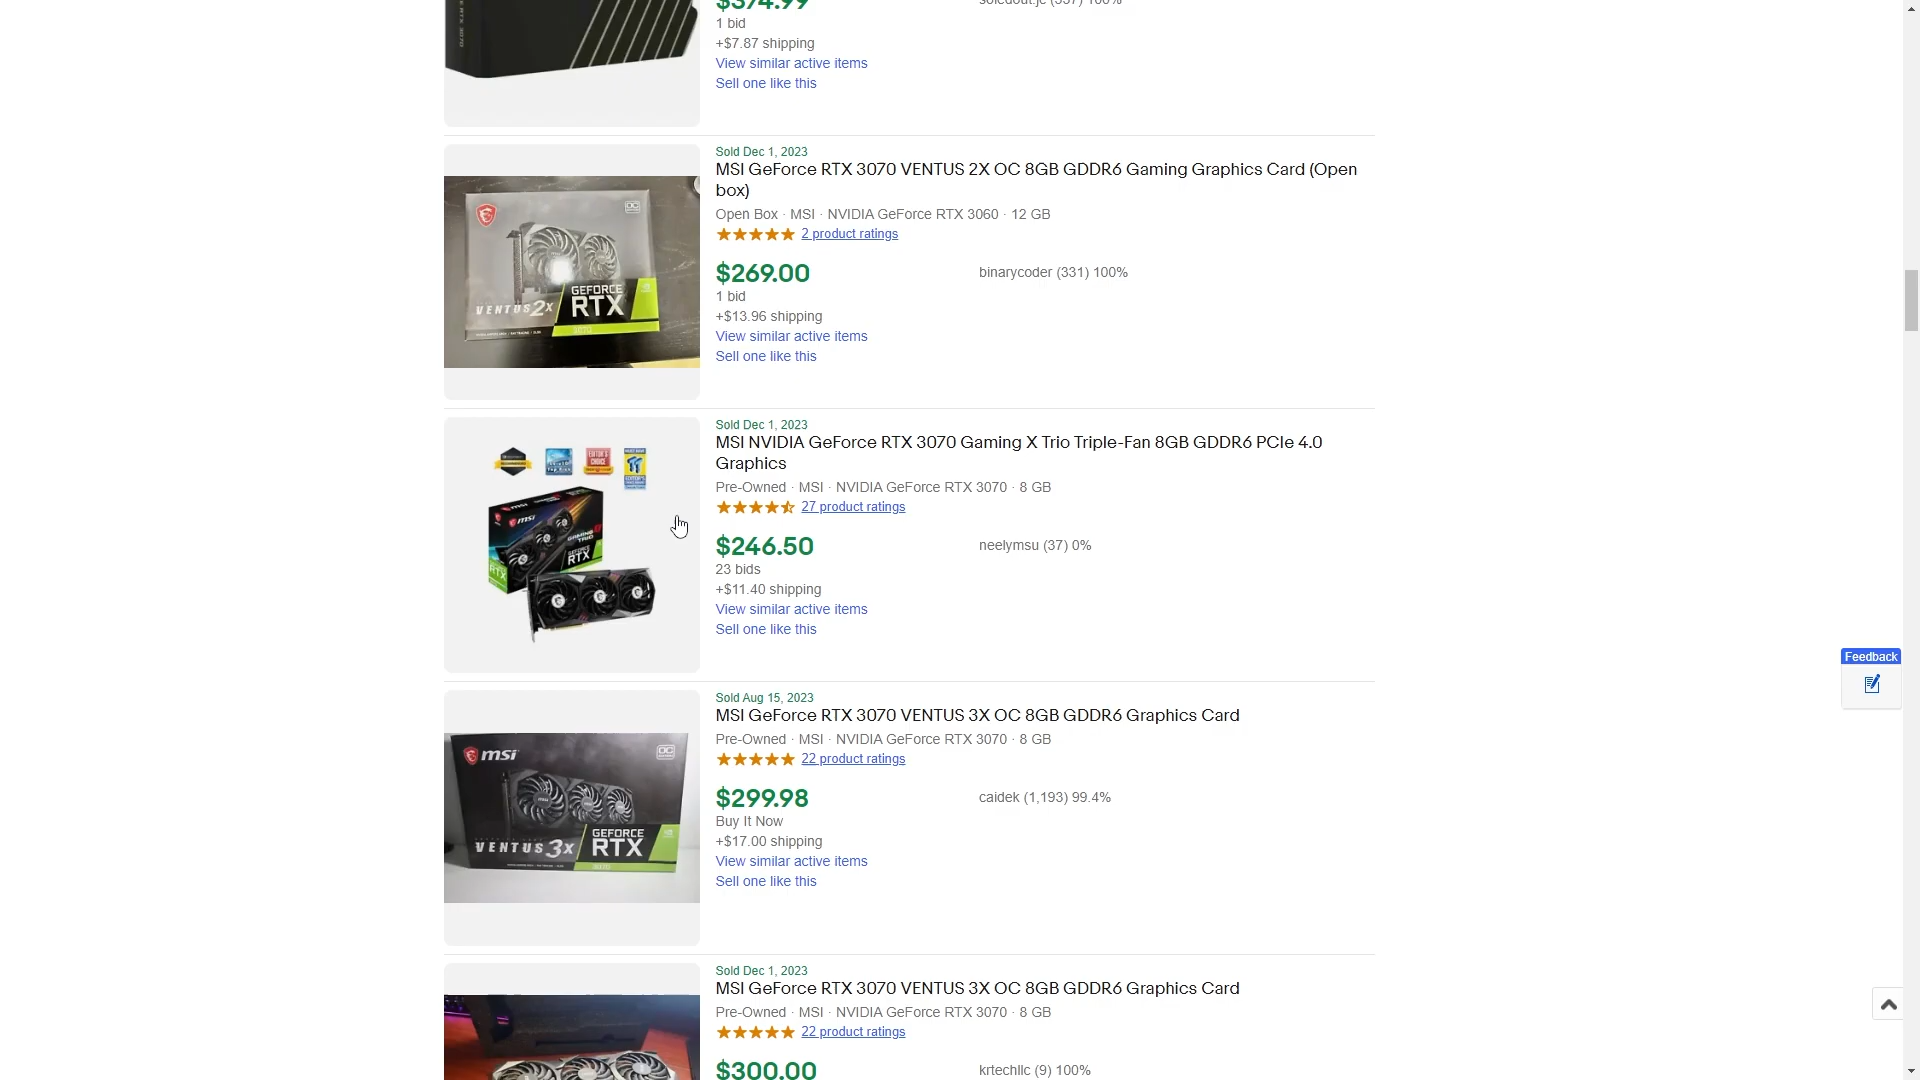 $374.99
1 bid
+$7.87 shipping
View similar active items
Sell one like this
Sold Dec 1, 2023
MSI GeForce RTX 3070 VENTUS 2X OC 8GB GDDR6 Gaming Graphics Card (Open
box)
Open Box · MSI · NVIDIA GeForce RTX 3060 · 12 GB
2 product ratings
$269.00
binarycoder (331) 100%
1 bid
+$13.96 shipping
View similar active items
Sell one like this
VENTUS 2X
GEFORCE
RTX
3070
Sold Dec 1, 2023
MSI NVIDIA GeForce RTX 3070 Gaming X Trio Triple-Fan 8GB GDDR6 PCIe 4.0
Graphics
Pre-Owned · MSI · NVIDIA GeForce RTX 3070 · 8 GB
27 product ratings
$246.50
neelymsu (37) 0%
23 bids
+$11.40 shipping
View similar active items
Sell one like this
msi
GEFORCE
RTX
Feedback
Sold Aug 15, 2023
MSI GeForce RTX 3070 VENTUS 3X OC 8GB GDDR6 Graphics Card
Pre-Owned · MSI · NVIDIA GeForce RTX 3070 · 8 GB
22 product ratings
$299.98
caidek (1,193) 99.4%
Buy It Now
+$17.00 shipping
View similar active items
Sell one like this
msi
OC
VENTUS 3X
GEFORCE
RTX
3070
Sold Dec 1, 2023
MSI GeForce RTX 3070 VENTUS 3X OC 8GB GDDR6 Graphics Card
Pre-Owned · MSI · NVIDIA GeForce RTX 3070 · 8 GB
22 product ratings
$300.00
krtechllc (9) 100%